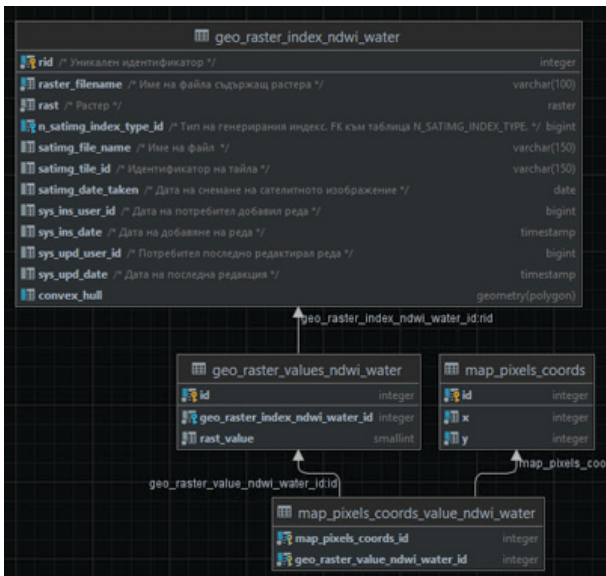 geo_raster_index_ndwi_water
rid /* Уникален идентификатор */ integer
raster_filename /* Име на файла съдържащ растера */ varchar(100)
rast /* Растер */ raster
n_satimg_index_type_id /* Тип на генерирания индекс. FK към таблица N_SATIMG_INDEX_TYPE. */ bigint
satimg_file_name /* Име на файл */ varchar(150)
satimg_tile_id /* Идентификатор на тайла */ varchar(150)
satimg_date_taken /* Дата на снемане на сателитното изображение */ date
sys_ins_user_id /* Дата на потребител добавил реда */ bigint
sys_ins_date /* Дата на добавяне на реда */ timestamp
sys_upd_user_id /* Потребител последно редактирал реда */ bigint
sys_upd_date /* Дата на последна редакция */ timestamp
convex_hull geometry(polygon)
geo_raster_index_ndwi_water_id:rid
geo_raster_values_ndwi_water
id integer
geo_raster_index_ndwi_water_id integer
rast_value smallint
map_pixels_coords
id integer
x integer
y integer
map_pixels_coo
geo_raster_value_ndwi_water_id:id
map_pixels_coords_value_ndwi_water
map_pixels_coords_id integer
geo_raster_value_ndwi_water_id integer